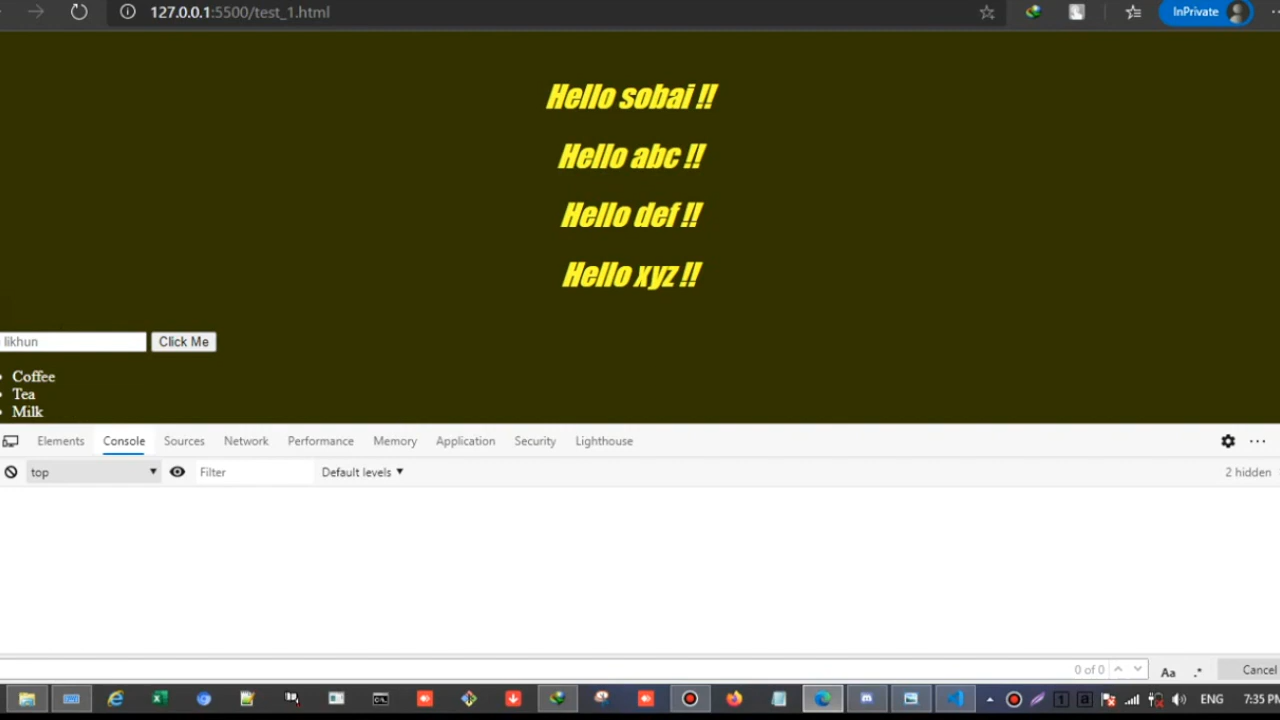 127.0.0.1:5500/test_1.html InPrivate
Hello sobai !!
Hello abc !!
Hello def !!
Hello xyz !!
likhun Click Me
Coffee
Tea
Milk
Elements Console Sources Network Performance Memory Application Security Lighthouse
top Filter Default levels 2 hidden
0 of 0 Aa .* Cancel
ENG 7:35 PM